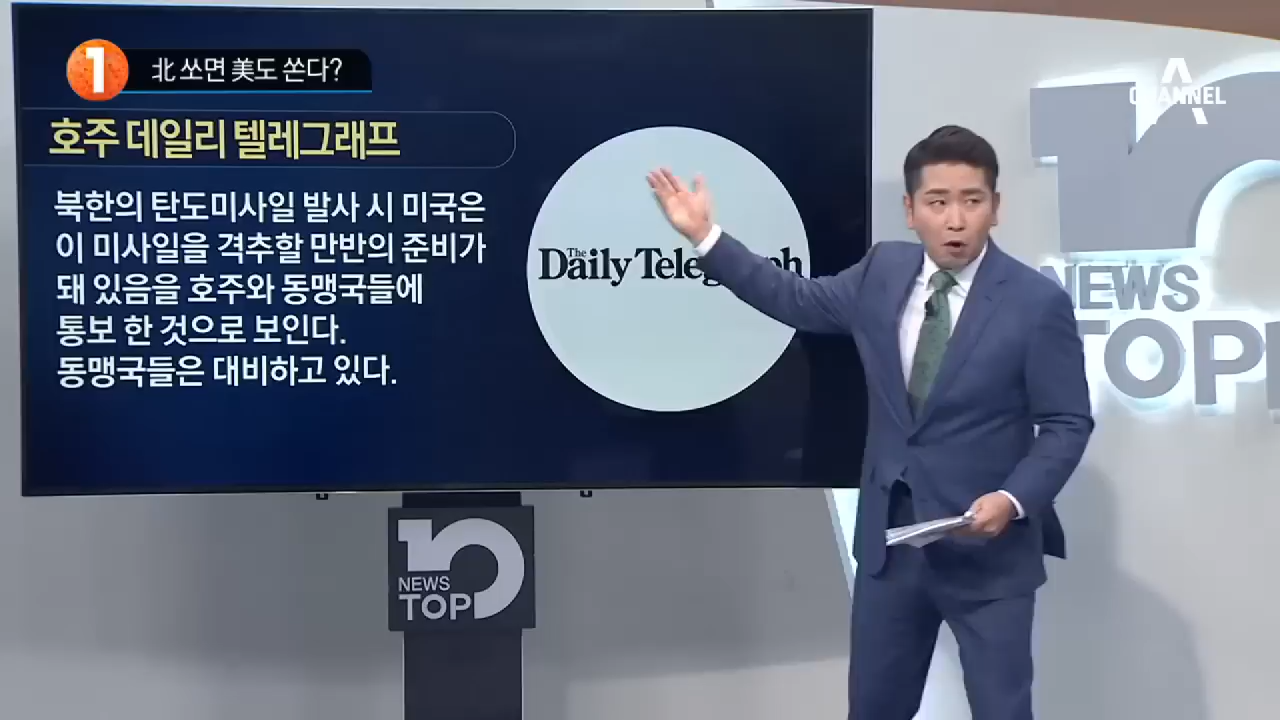 1 北 쏘면 美도 쏜다?
호주 데일리 텔레그래프
북한의 탄도미사일 발사 시 미국은
이 미사일을 격추할 만반의 준비가
돼 있음을 호주와 동맹국들에
통보 한 것으로 보인다.
동맹국들은 대비하고 있다.
The
Daily
CHANNEL A
10
NEWS
TOP
10
NEWS
TOP